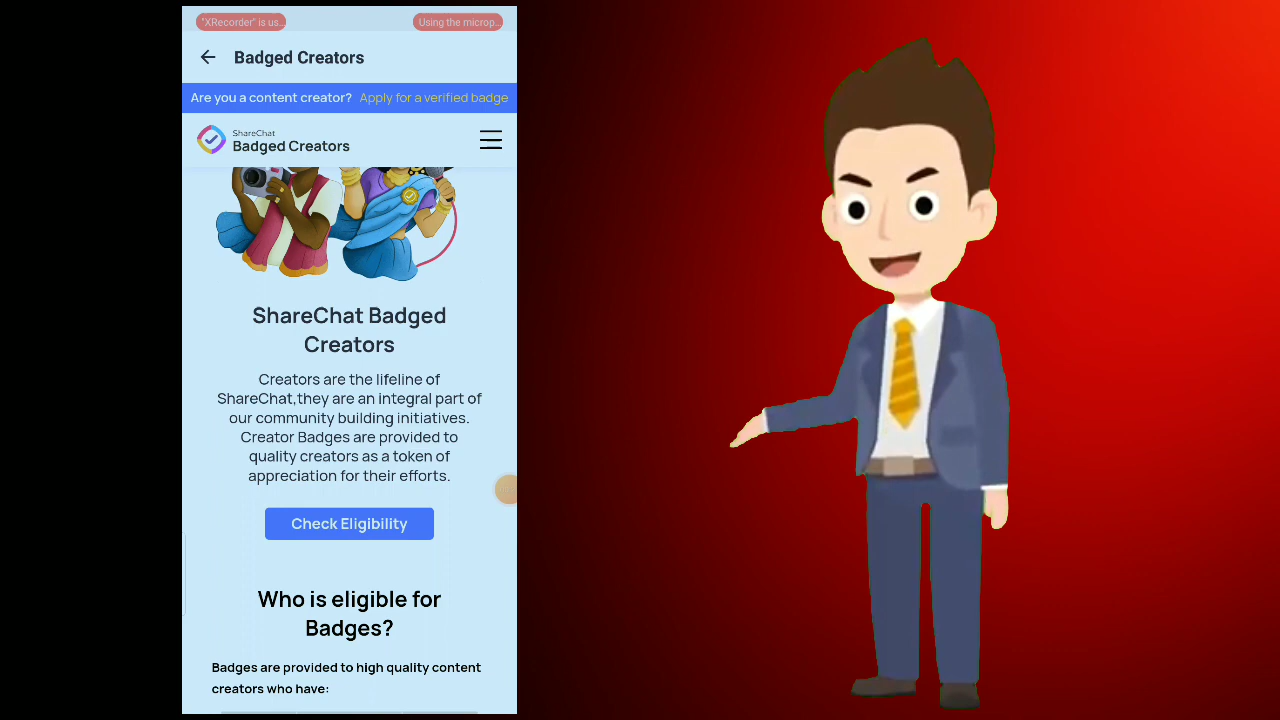 "XRecorder" is us...
Using the microp...
Badged Creators
Are you a content creator? Apply for a verified badge
ShareChat
Badged Creators
ShareChat Badged
Creators
Creators are the lifeline of
ShareChat,they are an integral part of
our community building initiatives.
Creator Badges are provided to
quality creators as a token of
appreciation for their efforts.
Check Eligibility
Who is eligible for
Badges?
Badges are provided to high quality content
creators who have: